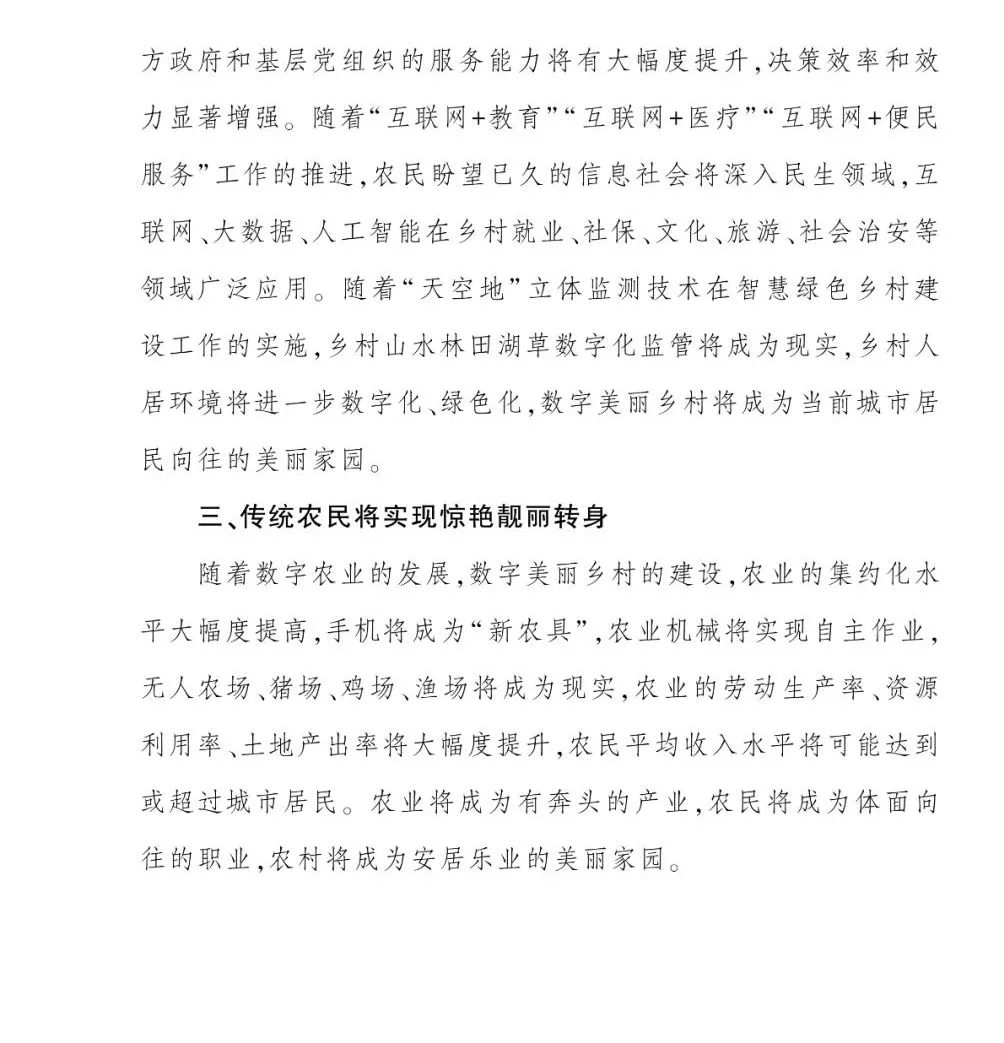 方政府和基层党组织的服务能力将有大幅度提升,决策效率和效
力显著增强。随着“互联网+教育”“互联网+医疗”“互联网+便民
服务”工作的推进,农民盼望已久的信息社会将深入民生领域,互
联网、大数据、人工智能在乡村就业、社保、文化、旅游、社会治安等
领域广泛应用。随着“天空地”立体监测技术在智慧绿色乡村建
设工作的实施,乡村山水林田湖草数字化监管将成为现实,乡村人
居环境将进一步数字化、绿色化,数字美丽乡村将成为当前城市居
民向往的美丽家园。
三、传统农民将实现惊艳靓丽转身
随着数字农业的发展,数字美丽乡村的建设,农业的集约化水
平大幅度提高,手机将成为“新农具”,农业机械将实现自主作业,
无人农场、猪场、鸡场、渔场将成为现实,农业的劳动生产率、资源
利用率、土地产出率将大幅度提升,农民平均收入水平将可能达到
或超过城市居民。农业将成为有奔头的产业,农民将成为体面向
往的职业,农村将成为安居乐业的美丽家园。